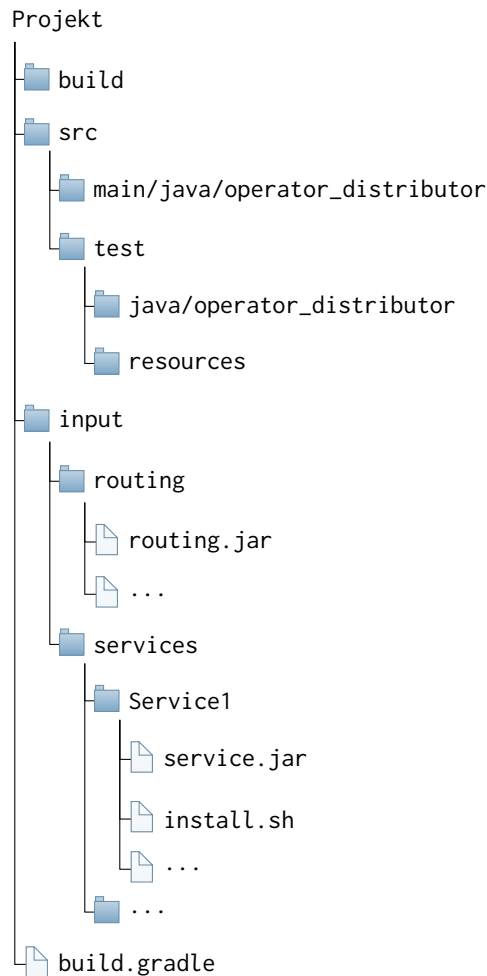 Projekt
build
src
main/java/operator_distributor
test
java/operator_distributor
resources
input
routing
routing.jar
...
services
Service1
service.jar
install.sh
...
...
build.gradle